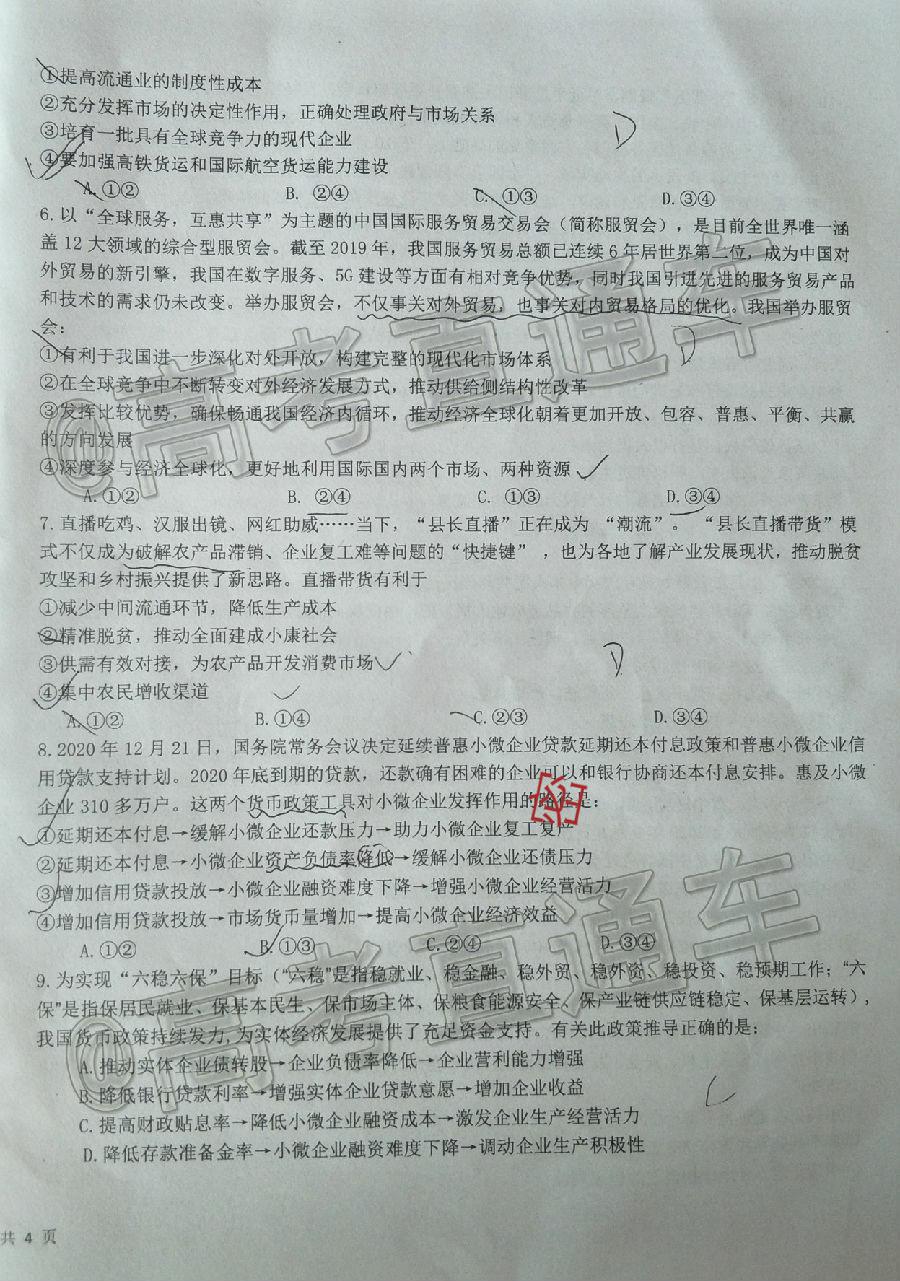 ①提高流通业的制度性成本
②充分发挥市场的决定性作用，正确处理政府与市场关系
③培育一批具有全球竞争力的现代企业
D
④要加强高铁货运和国际航空货运能力建设
A.①② B. ②④ C. ①③ D.③④
6. 以“全球服务，互惠共享”为主题的中国国际服务贸易交易会（简称服贸会），是目前全世界唯一涵
盖 12 大领域的综合型服贸会。截至 2019 年，我国服务贸易总额已连续 6 年居世界第二位，成为中国对
外贸易的新引擎，我国在数字服务、5G 建设等方面有相对竞争优势，同时我国引进先进的服务贸易产品
和技术的需求仍未改变。举办服贸会，不仅事关对外贸易，也事关对内贸易格局的优化。我国举办服贸
会：
①有利于我国进一步深化对外开放，构建完整的现代化市场体系
D
②在全球竞争中不断转变对外经济发展方式，推动供给侧结构性改革
③发挥比较优势，确保畅通我国经济内循环，推动经济全球化朝着更加开放、包容、普惠、平衡、共赢
的方向发展
④深度参与经济全球化，更好地利用国际国内两个市场、两种资源
A.①② B. ②④ C. ①③ D.③④
7. 直播吃鸡、汉服出镜、网红助威……当下，“县长直播”正在成为 “潮流”。 “县长直播带货”模
式不仅成为破解农产品滞销、企业复工难等问题的“快捷键” ，也为各地了解产业发展现状，推动脱贫
攻坚和乡村振兴提供了新思路。直播带货有利于
①减少中间流通环节，降低生产成本
②精准脱贫，推动全面建成小康社会
③供需有效对接，为农产品开发消费市场
D
④集中农民增收渠道
A.①② B.①④ C.②③ D.③④
8. 2020 年 12 月 21 日，国务院常务会议决定延续普惠小微企业贷款延期还本付息政策和普惠小微企业信
用贷款支持计划。2020 年底到期的贷款，还款确有困难的企业可以和银行协商还本付息安排。惠及小微
企业 310 多万户。这两个货币政策工具对小微企业发挥作用的路径是：
密
①延期还本付息→缓解小微企业还款压力→助力小微企业复工复产
②延期还本付息→小微企业资产负债率降低→缓解小微企业还债压力
③增加信用贷款投放→小微企业融资难度下降→增强小微企业经营活力
④增加信用贷款投放→市场货币量增加→提高小微企业经济效益
A.①② B.①③ C.②④ D.③④
9. 为实现“六稳六保”目标（“六稳”是指稳就业、稳金融、稳外贸、稳外资、稳投资、稳预期工作；“六
保”是指保居民就业、保基本民生、保市场主体、保粮食能源安全、保产业链供应链稳定、保基层运转），
我国货币政策持续发力,为实体经济发展提供了充足资金支持。有关此政策推导正确的是：
A. 推动实体企业债转股→企业负债率降低→企业营利能力增强
B. 降低银行贷款利率→增强实体企业贷款意愿→增加企业收益
C
C. 提高财政贴息率→降低小微企业融资成本→激发企业生产经营活力
D. 降低存款准备金率→小微企业融资难度下降→调动企业生产积极性
共 4 页
@高考直通车
@高考直通车